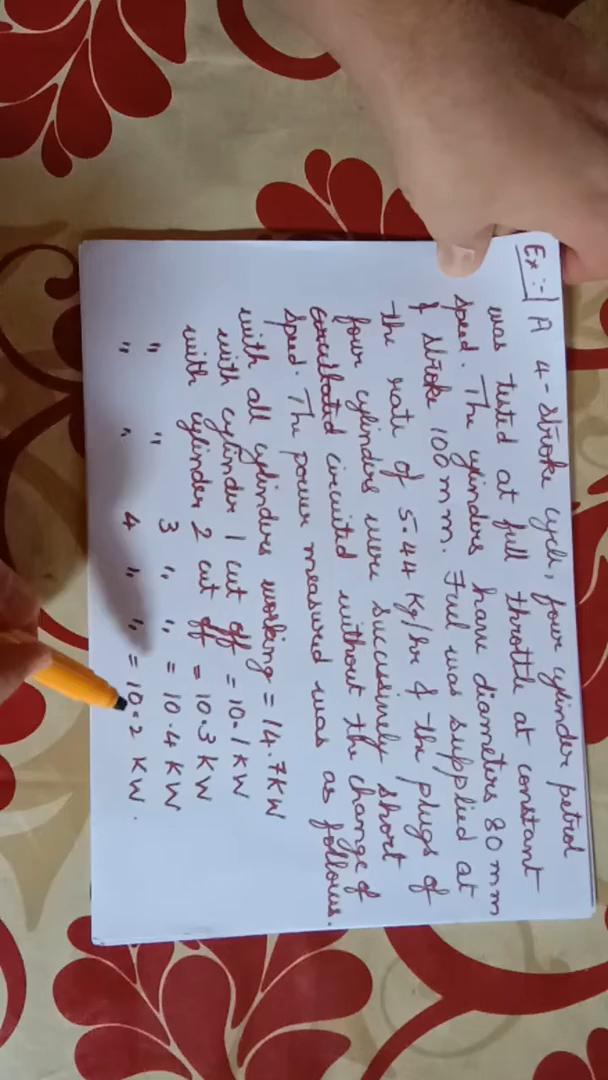 Ex:-1 A 4-Stroke cycle, four cylinder petrol
was tested at full throttle at constant
speed. The cylinders have diameters 80 mm
& stroke 100 mm. Fuel was supplied at
the rate of 5.44 Kg/hr & the plugs of
four cylinders were successively short
circuited without the change of
speed. The power measured was as follows.
with all cylinders working = 14.7 KW
with cylinder 1 cut off = 10.1 KW
with cylinder 2 cut off = 10.3 KW
" " 3 " " = 10.4 KW
" " 4 " " = 10.2 KW.